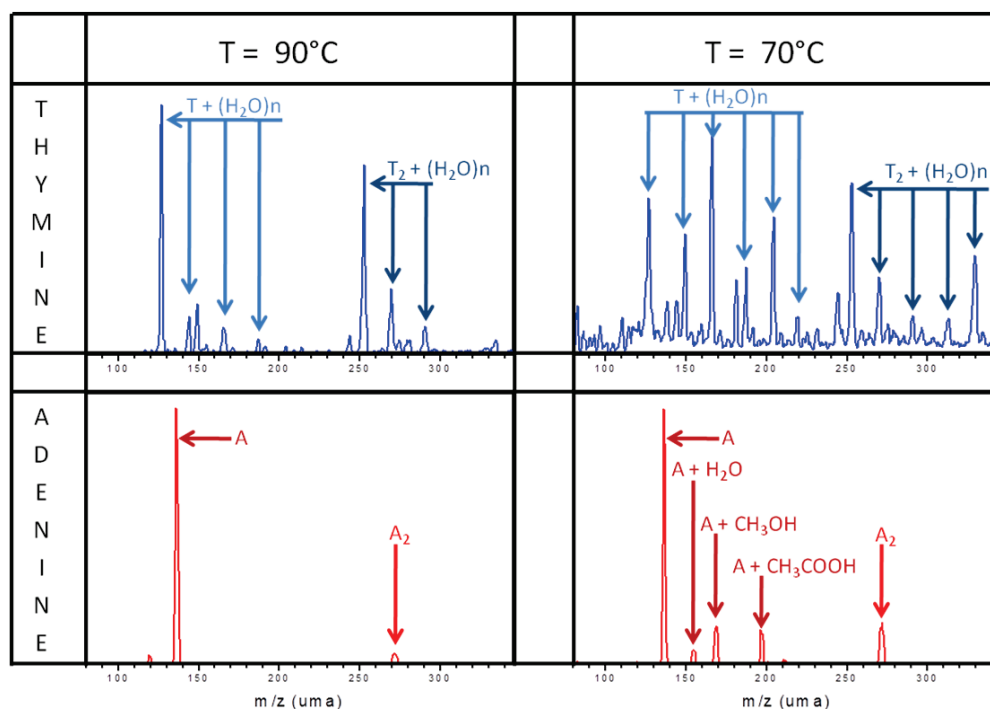 T = 90°C
T = 70°C
T
H
Y
M
I
N
E
T + (H₂O)n
T₂ + (H₂O)n
100 150 200 250 300
T + (H₂O)n
T₂ + (H₂O)n
100 150 200 250 300
A
D
E
N
I
N
E
A
A₂
100 150 200 250 300
m/z (uma)
A
A + H₂O
A + CH₃OH
A + CH₃COOH
A₂
100 150 200 250 300
m/z (uma)